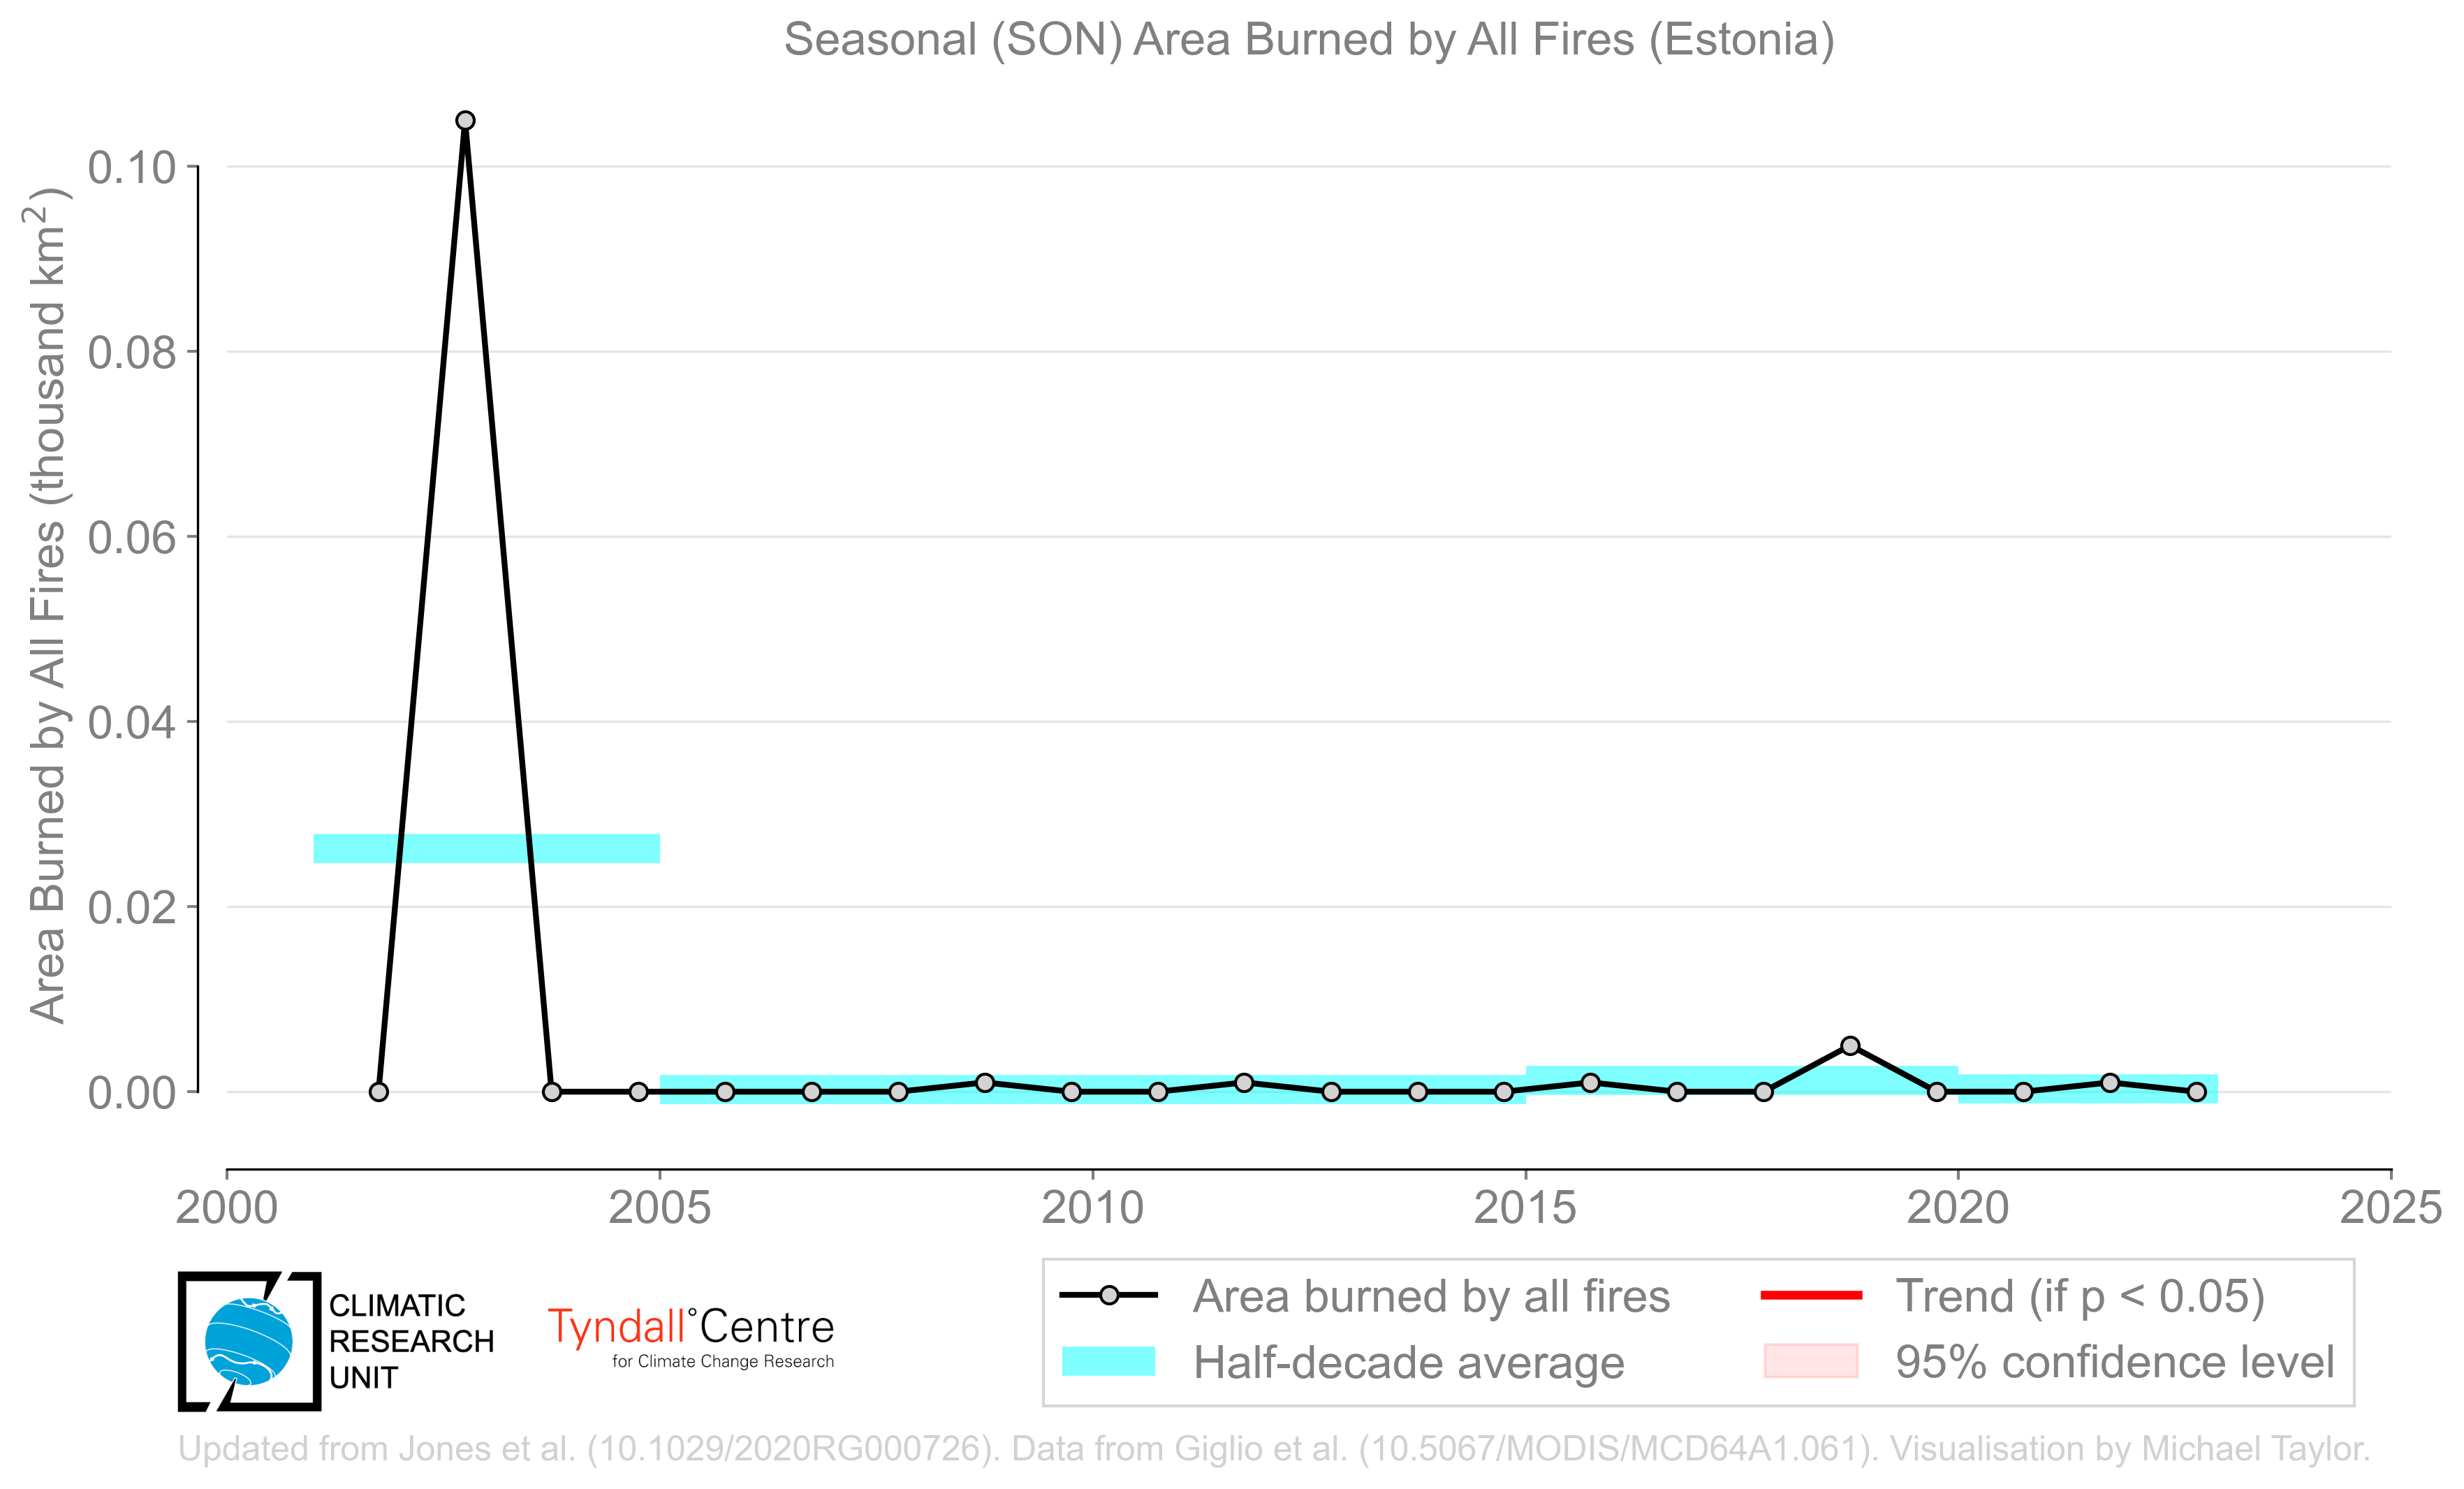 Seasonal (SON) Area Burned by All Fires (Estonia)
Area Burned by All Fires (thousand km²)
0.10
0.08
0.06
0.04
0.02
0.00
2000 2005 2010 2015 2020 2025
CLIMATIC
RESEARCH
UNIT
Tyndall°Centre
for Climate Change Research
Area burned by all fires
Half-decade average
Trend (if p < 0.05)
95% confidence level
Updated from Jones et al. (10.1029/2020RG000726). Data from Giglio et al. (10.5067/MODIS/MCD64A1.061). Visualisation by Michael Taylor.